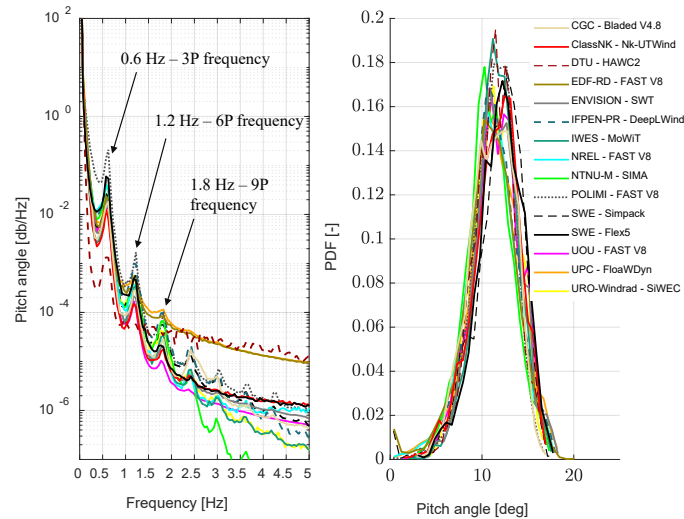 0.6 Hz – 3P frequency
1.2 Hz – 6P frequency
1.8 Hz – 9P
frequency
Pitch angle [db/Hz]
10^2
10^0
10^-2
10^-4
10^-6
0 0.5 1 1.5 2 2.5 3 3.5 4 4.5 5
Frequency [Hz]
PDF [-]
0.2
0.18
0.16
0.14
0.12
0.1
0.08
0.06
0.04
0.02
0
0 10 20
Pitch angle [deg]
CGC - Bladed V4.8
ClassNK - Nk-UTWind
DTU - HAWC2
EDF-RD - FAST V8
ENVISION - SWT
IFPEN-PR - DeepLWind
IWES - MoWiT
NREL - FAST V8
NTNU-M - SIMA
POLIMI - FAST V8
SWE - Simpack
SWE - Flex5
UOU - FAST V8
UPC - FloaWDyn
URO-Windrad - SiWEC